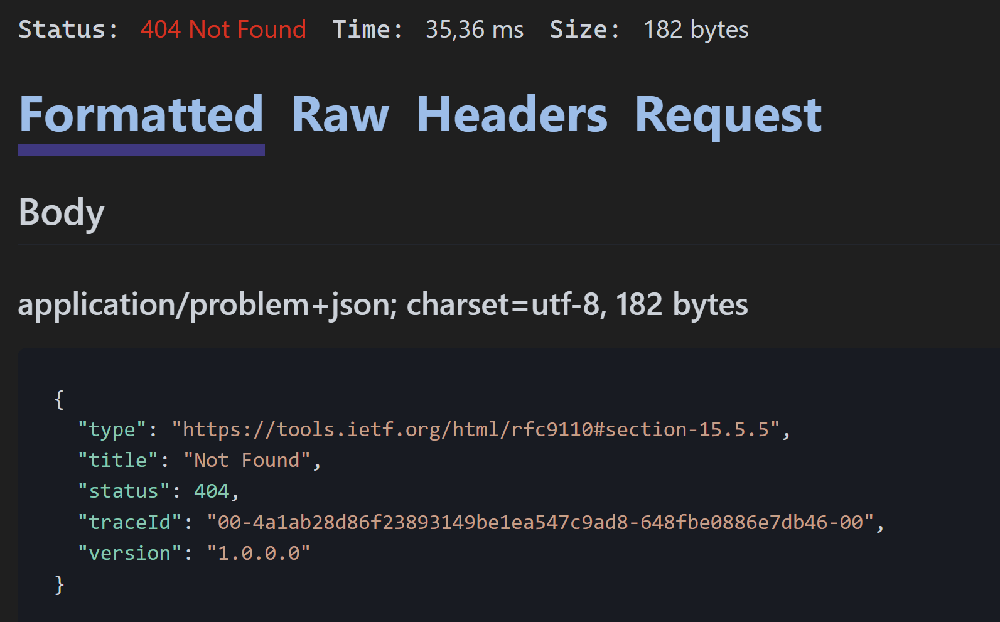 Status: 404 Not Found Time: 35,36 ms Size: 182 bytes
Formatted Raw Headers Request
Body
application/problem+json; charset=utf-8, 182 bytes
{
  "type": "https://tools.ietf.org/html/rfc9110#section-15.5.5",
  "title": "Not Found",
  "status": 404,
  "traceId": "00-4a1ab28d86f23893149be1ea547c9ad8-648fbe0886e7db46-00",
  "version": "1.0.0.0"
}